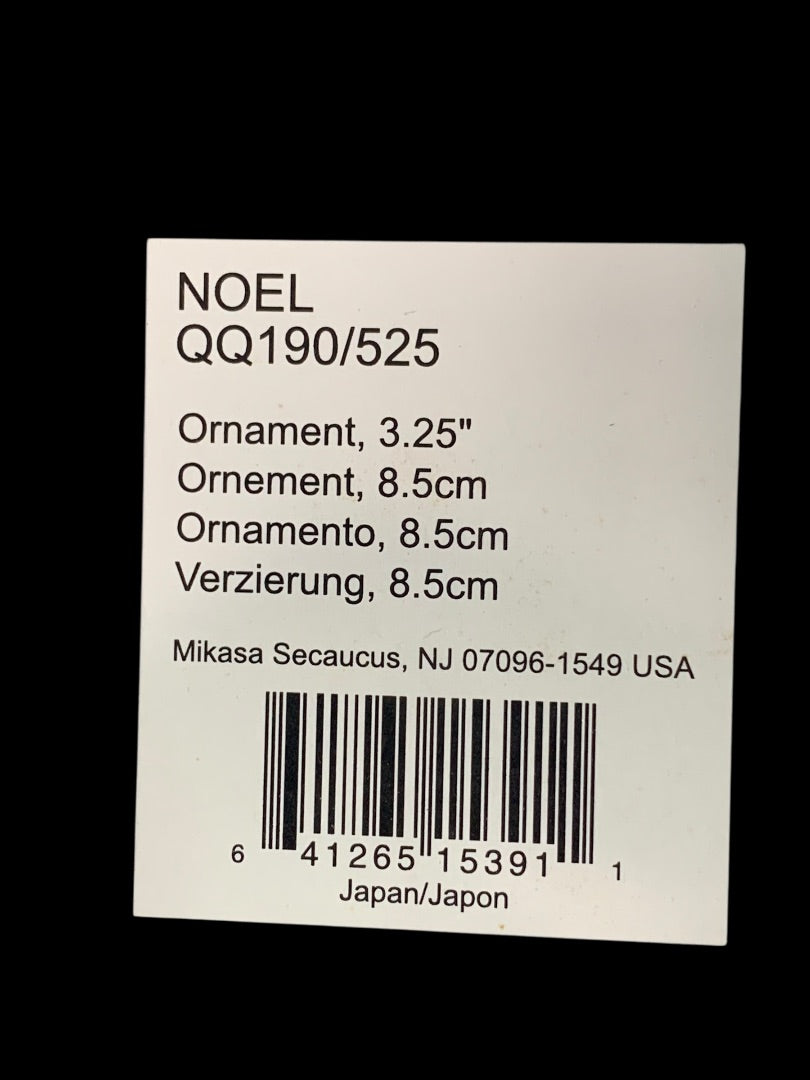 NOEL
QQ190/525
Ornament, 3.25"
Ornement, 8.5cm
Ornamento, 8.5cm
Verzierung, 8.5cm
Mikasa Secaucus, NJ 07096-1549 USA
6 41265 15391 1
Japan/Japon